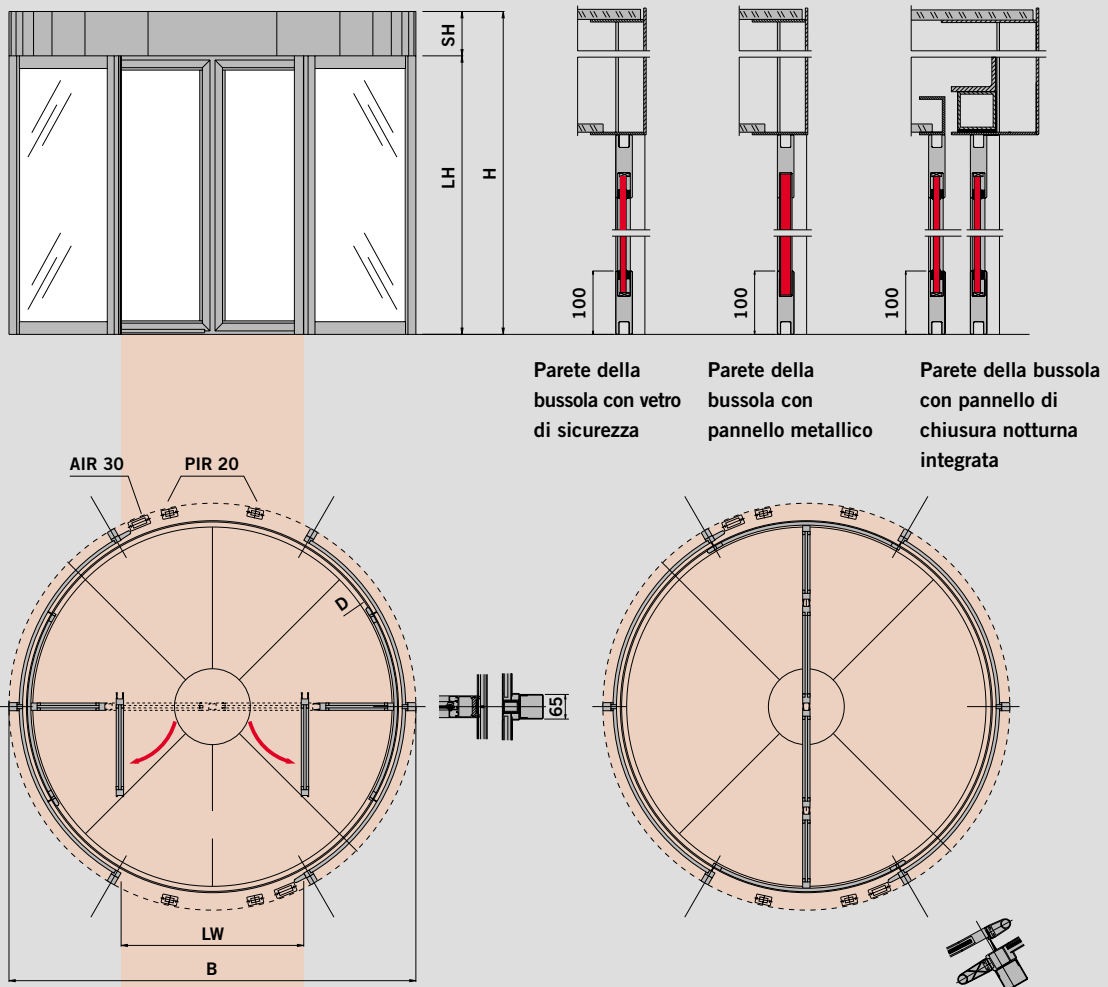 SH
LH
H
100
100
100
Parete della
bussola con vetro
di sicurezza
Parete della
bussola con
pannello metallico
Parete della bussola
con pannello di
chiusura notturna
integrata
AIR 30
PIR 20
D
65
LW
B